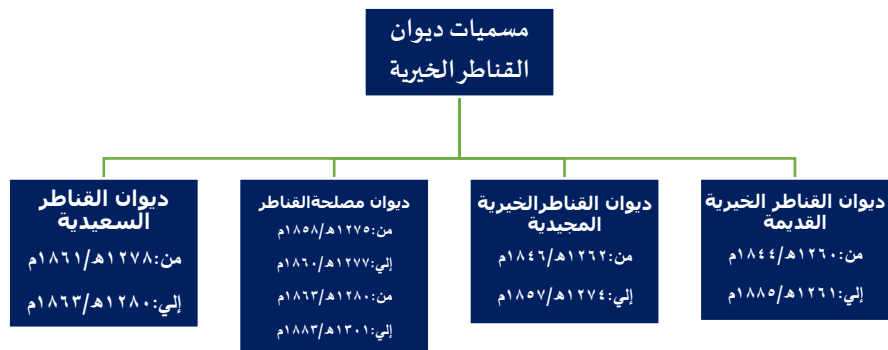 مسميات ديوان
القناطر الخيرية
ديوان القناطر الخيرية
القديمة
من:١٢٦٠هـ/١٨٤٤م
إلي:١٢٦١هـ/١٨٨٥م
ديوان القناطرالخيرية
المجيدية
من:١٢٦٢هـ/١٨٤٦م
إلي:١٢٧٤هـ/١٨٥٧م
ديوان مصلحةالقناطر
من:١٢٧٥هـ/١٨٥٨م
إلي:١٢٧٧هـ/١٨٦٠م
من:١٢٨٠هـ/١٨٦٣م
إلي:١٣٠١هـ/١٨٨٣م
ديوان القناطر
السعيدية
من:١٢٧٨هـ/١٨٦١م
إلي:١٢٨٠هـ/١٨٦٣م